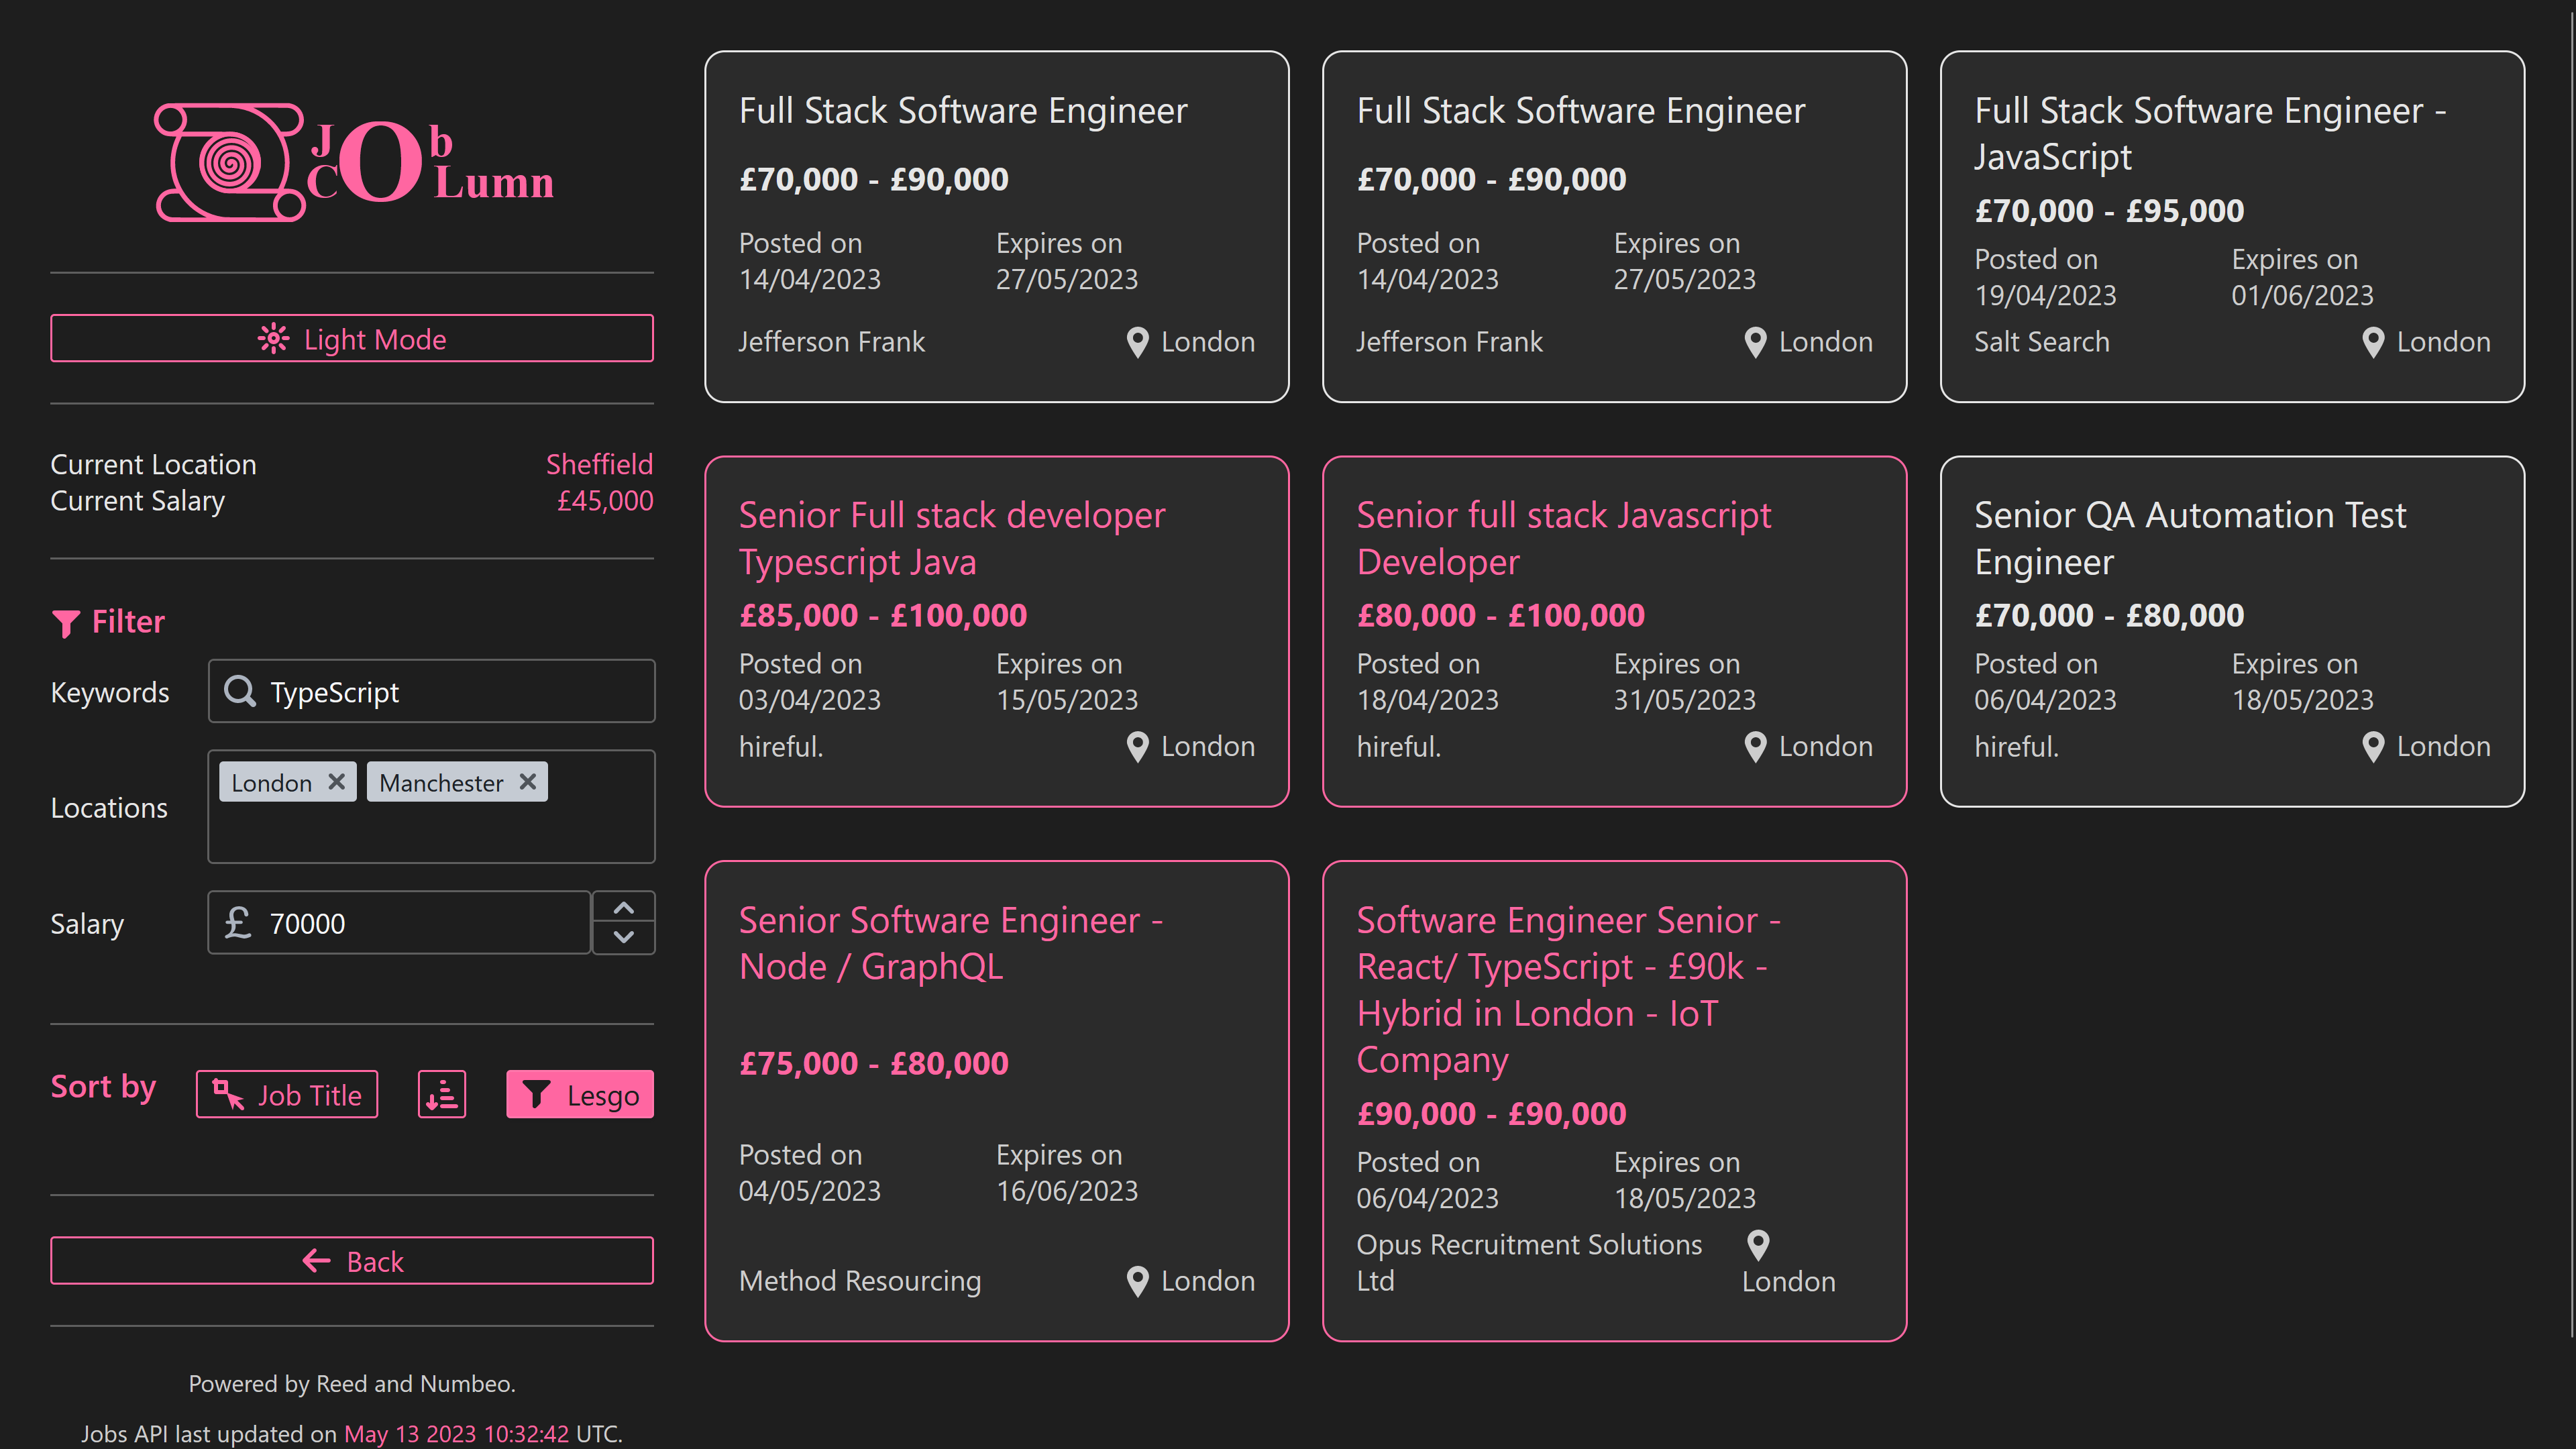 JOb
COLumn
Light Mode
Current Location Sheffield
Current Salary £45,000
Filter
Keywords TypeScript
Locations London Manchester
Salary £ 70000
Sort by Job Title Lesgo
Back
Powered by Reed and Numbeo.
Jobs API last updated on May 13 2023 10:32:42 UTC.
Full Stack Software Engineer
£70,000 - £90,000
Posted on Expires on
14/04/2023 27/05/2023
Jefferson Frank London
Full Stack Software Engineer
£70,000 - £90,000
Posted on Expires on
14/04/2023 27/05/2023
Jefferson Frank London
Full Stack Software Engineer -
JavaScript
£70,000 - £95,000
Posted on Expires on
19/04/2023 01/06/2023
Salt Search London
Senior Full stack developer
Typescript Java
£85,000 - £100,000
Posted on Expires on
03/04/2023 15/05/2023
hireful. London
Senior full stack Javascript
Developer
£80,000 - £100,000
Posted on Expires on
18/04/2023 31/05/2023
hireful. London
Senior QA Automation Test
Engineer
£70,000 - £80,000
Posted on Expires on
06/04/2023 18/05/2023
hireful. London
Senior Software Engineer -
Node / GraphQL
£75,000 - £80,000
Posted on Expires on
04/05/2023 16/06/2023
Method Resourcing London
Software Engineer Senior -
React/ TypeScript - £90k -
Hybrid in London - IoT
Company
£90,000 - £90,000
Posted on Expires on
06/04/2023 18/05/2023
Opus Recruitment Solutions
Ltd London